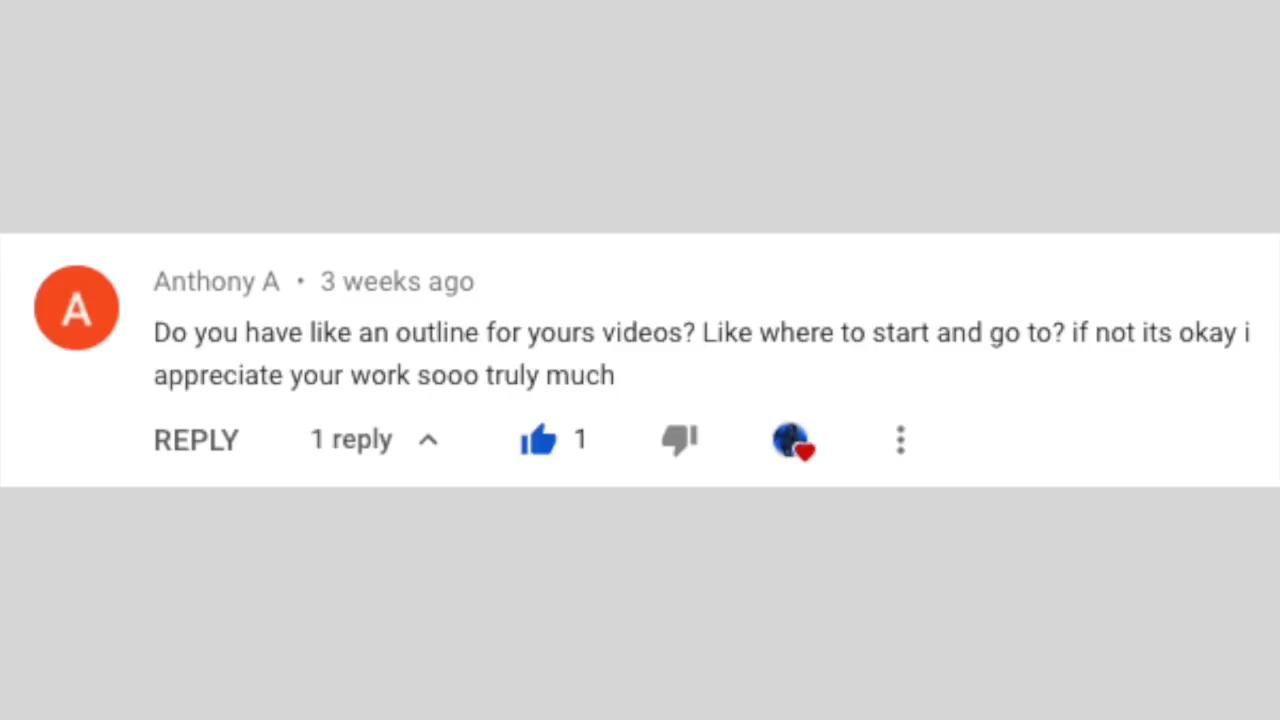 A
Anthony A • 3 weeks ago
Do you have like an outline for yours videos? Like where to start and go to? if not its okay i
appreciate your work sooo truly much
REPLY 1 reply 1